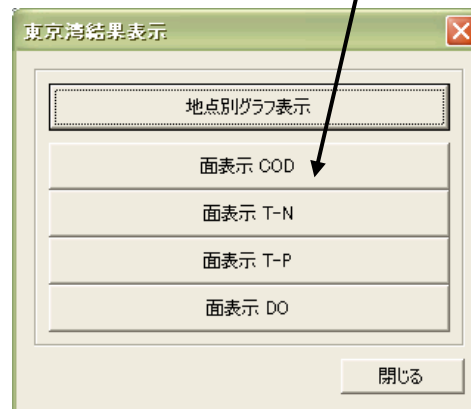 東京湾結果表示
地点別グラフ表示
面表示 COD
面表示 T-N
面表示 T-P
面表示 DO
閉じる